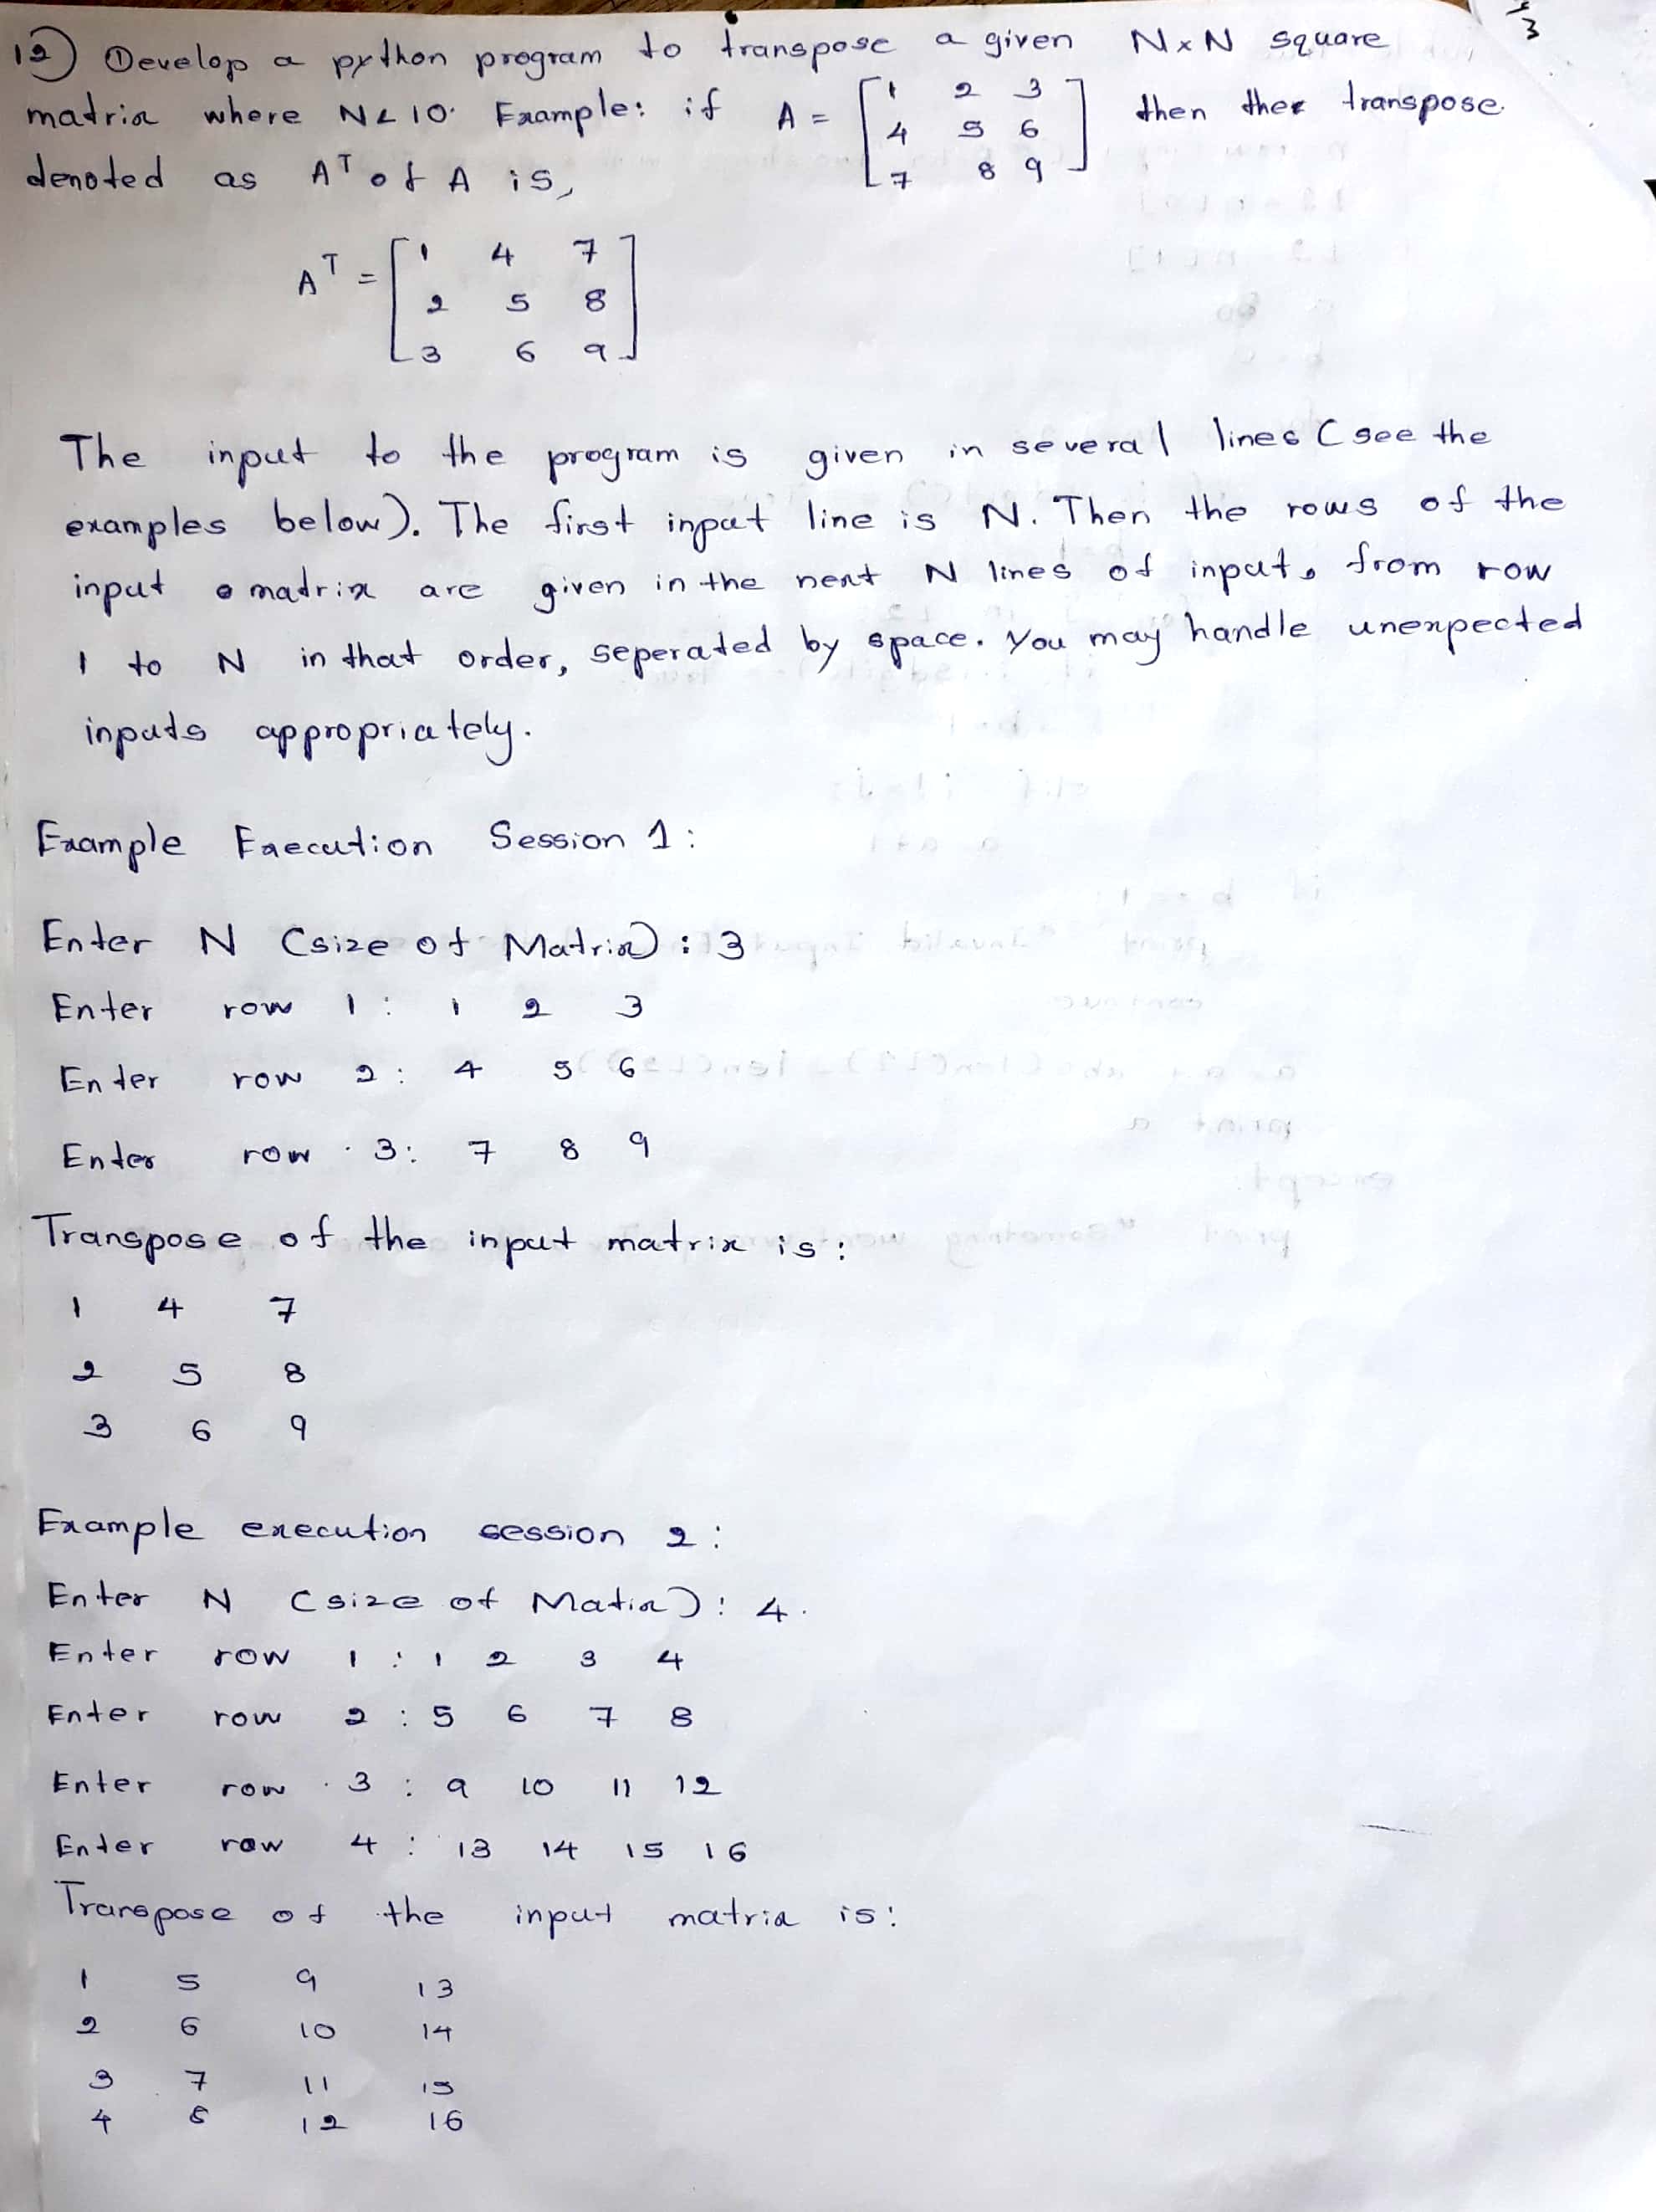 12) ① Develop a python program to transpose a given N x N square
matrix where N < 10. Example: if A = [ 1 2 3 ] then thee transpose.
[ 4 5 6 ]
[ 7 8 9 ]
denoted as A^T of A is,
A^T = [ 1 4 7 ]
[ 2 5 8 ]
[ 3 6 9 ]
The input to the program is given in several lines (see the
examples below). The first input line is N. Then the rows of the
input matrix are given in the next N lines of input, from row
1 to N in that order, seperated by space. You may handle unexpected
inputs appropriately.
Example Execution Session 1:
Enter N (size of Matrix) : 3
Enter row 1 : 1 2 3
Enter row 2 : 4 5 6
Enter row 3 : 7 8 9
Transpose of the input matrix is :
1 4 7
2 5 8
3 6 9
Example execution session 2 :
Enter N (size of Matix) : 4.
Enter row 1 : 1 2 3 4
Enter row 2 : 5 6 7 8
Enter row 3 : 9 10 11 12
Enter row 4 : 13 14 15 16
Transpose of the input matrix is :
1 5 9 13
2 6 10 14
3 7 11 15
4 8 12 16